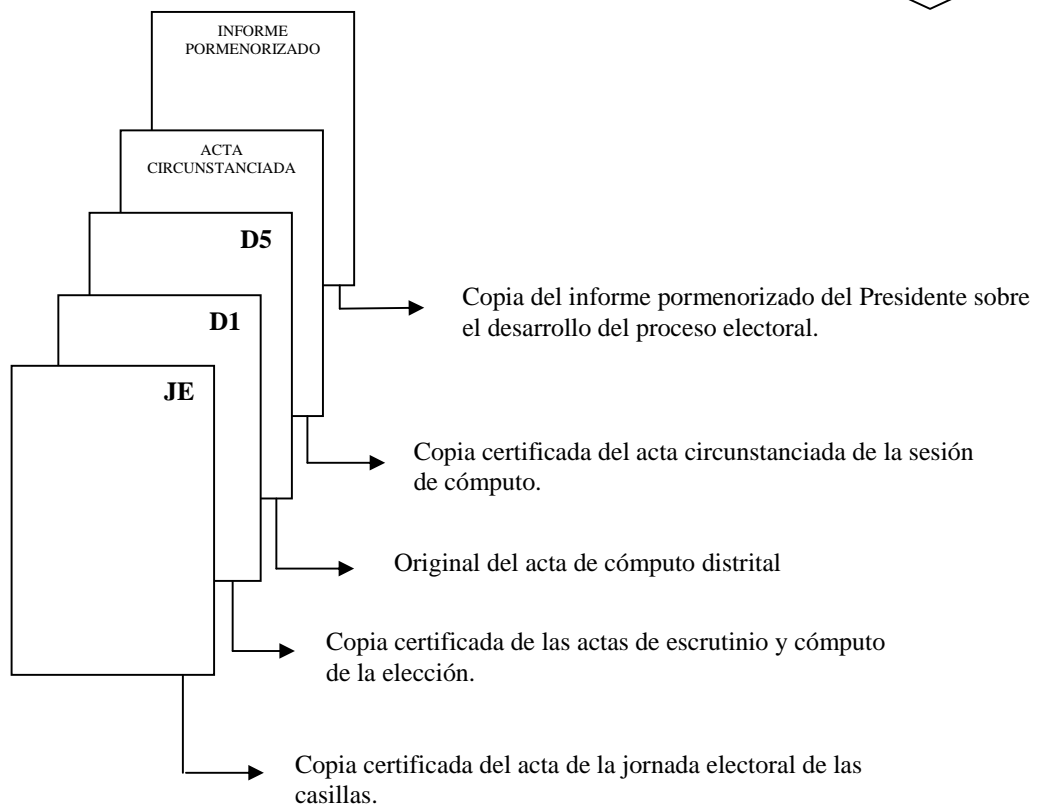 INFORME
PORMENORIZADO
ACTA
CIRCUNSTANCIADA
D5
D1
JE
Copia del informe pormenorizado del Presidente sobre
el desarrollo del proceso electoral.
Copia certificada del acta circunstanciada de la sesión
de cómputo.
Original del acta de cómputo distrital
Copia certificada de las actas de escrutinio y cómputo
de la elección.
Copia certificada del acta de la jornada electoral de las
casillas.